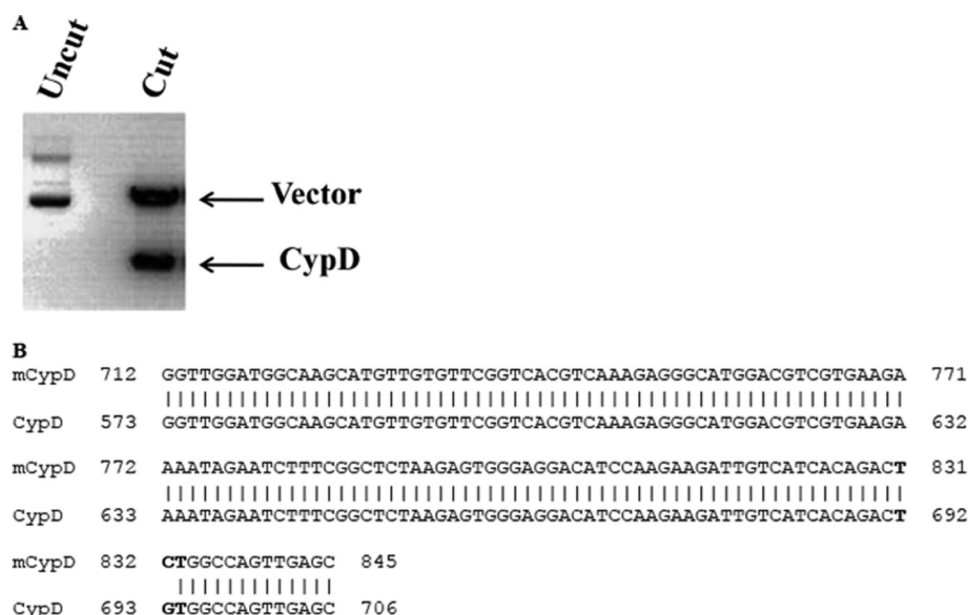 A
Uncut
Cut
Vector
CypD
B
mCypD 712 GGTTGGATGGCAAGCATGTTGTGTTCGGTCACGTCAAAGAGGGCATGGACGTCGTGAAGA 771
||||||||||||||||||||||||||||||||||||||||||||||||||||||||||||
CypD 573 GGTTGGATGGCAAGCATGTTGTGTTCGGTCACGTCAAAGAGGGCATGGACGTCGTGAAGA 632
mCypD 772 AAATAGAATCTTTCGGCTCTAAGAGTGGGAGGACATCCAAGAAGATTGTCATCACAGACT 831
||||||||||||||||||||||||||||||||||||||||||||||||||||||||||||
CypD 633 AAATAGAATCTTTCGGCTCTAAGAGTGGGAGGACATCCAAGAAGATTGTCATCACAGACT 692
mCypD 832 CTGGCCAGTTGAGC 845
|||||||||||||
CypD 693 GTGGCCAGTTGAGC 706